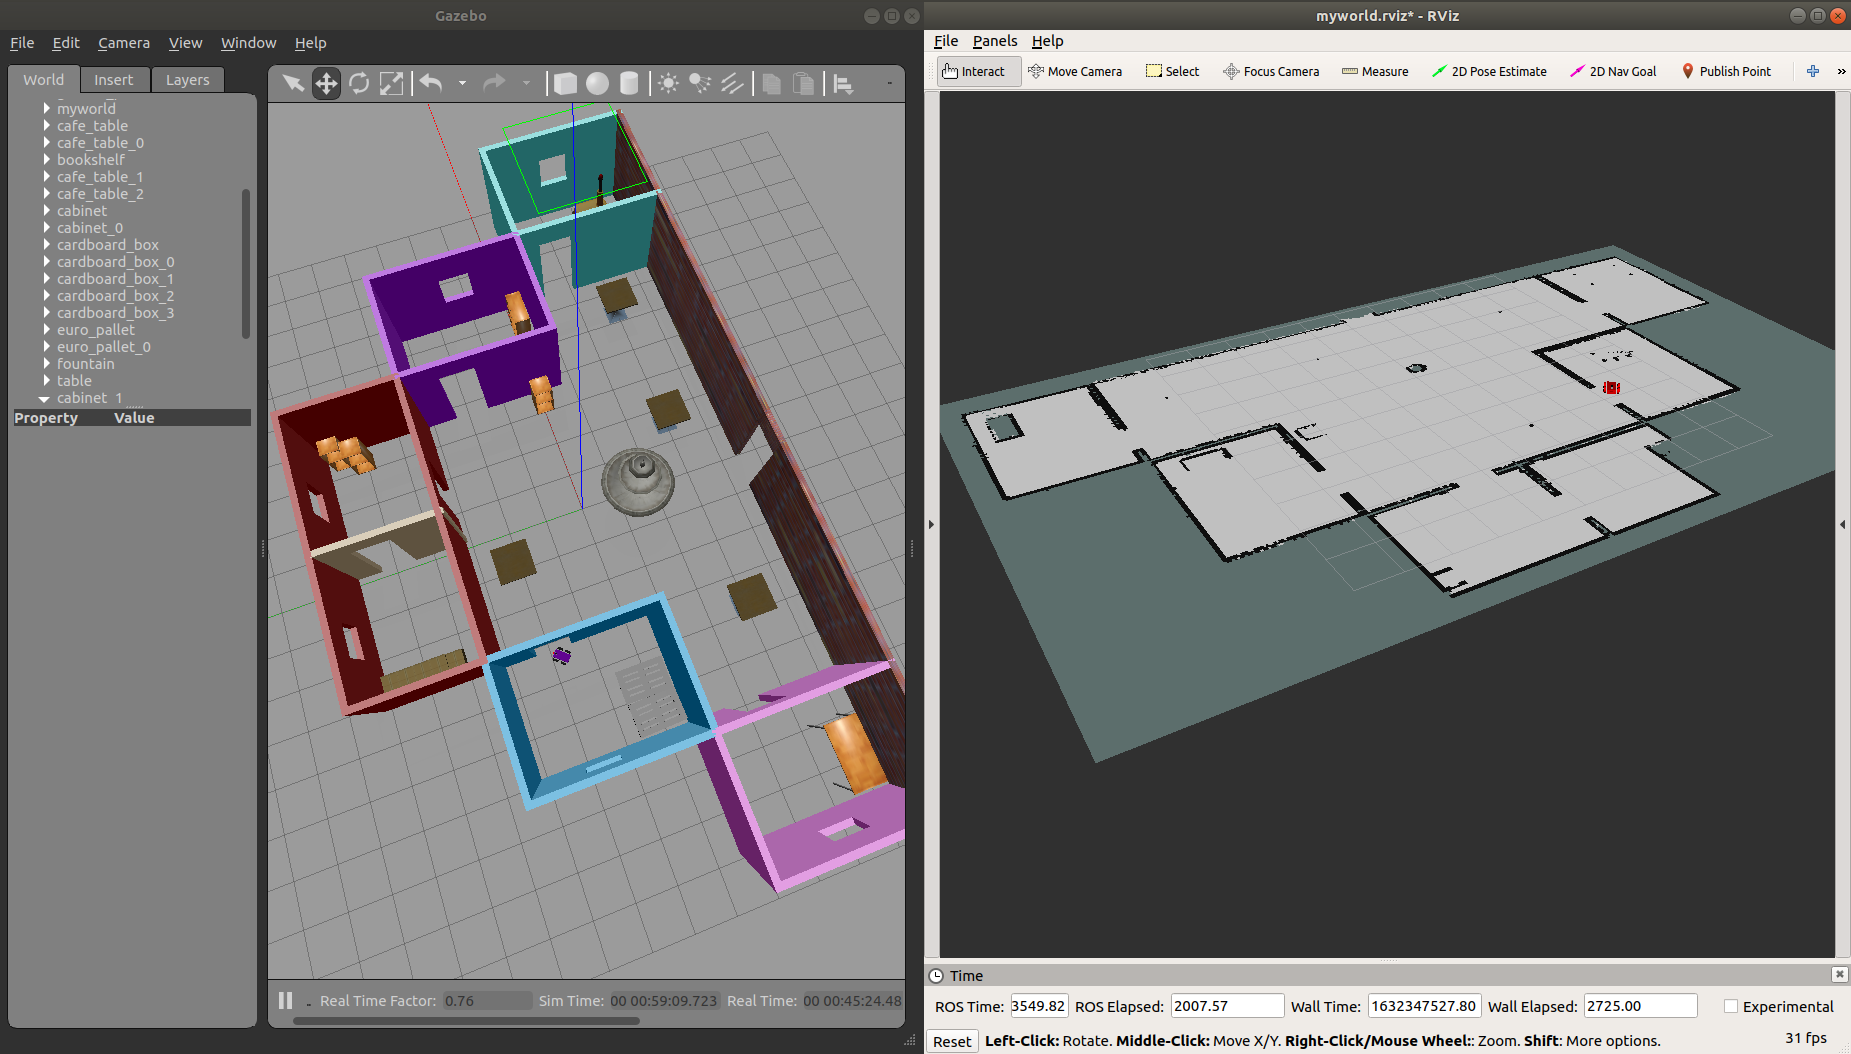 Gazebo
File Edit Camera View Window Help
World Insert Layers
myworld
cafe_table
cafe_table_0
bookshelf
cafe_table_1
cafe_table_2
cabinet
cabinet_0
cardboard_box
cardboard_box_0
cardboard_box_1
cardboard_box_2
cardboard_box_3
euro_pallet
euro_pallet_0
fountain
table
cabinet_1
Property Value
Real Time Factor: 0.76 Sim Time: 00 00:59:09.723 Real Time: 00 00:45:24.48
myworld.rviz* - RViz
File Panels Help
Interact Move Camera Select Focus Camera Measure 2D Pose Estimate 2D Nav Goal Publish Point »
Time
ROS Time: 3549.82 ROS Elapsed: 2007.57 Wall Time: 1632347527.80 Wall Elapsed: 2725.00 Experimental
Reset Left-Click: Rotate. Middle-Click: Move X/Y. Right-Click/Mouse Wheel:: Zoom. Shift: More options. 31 fps